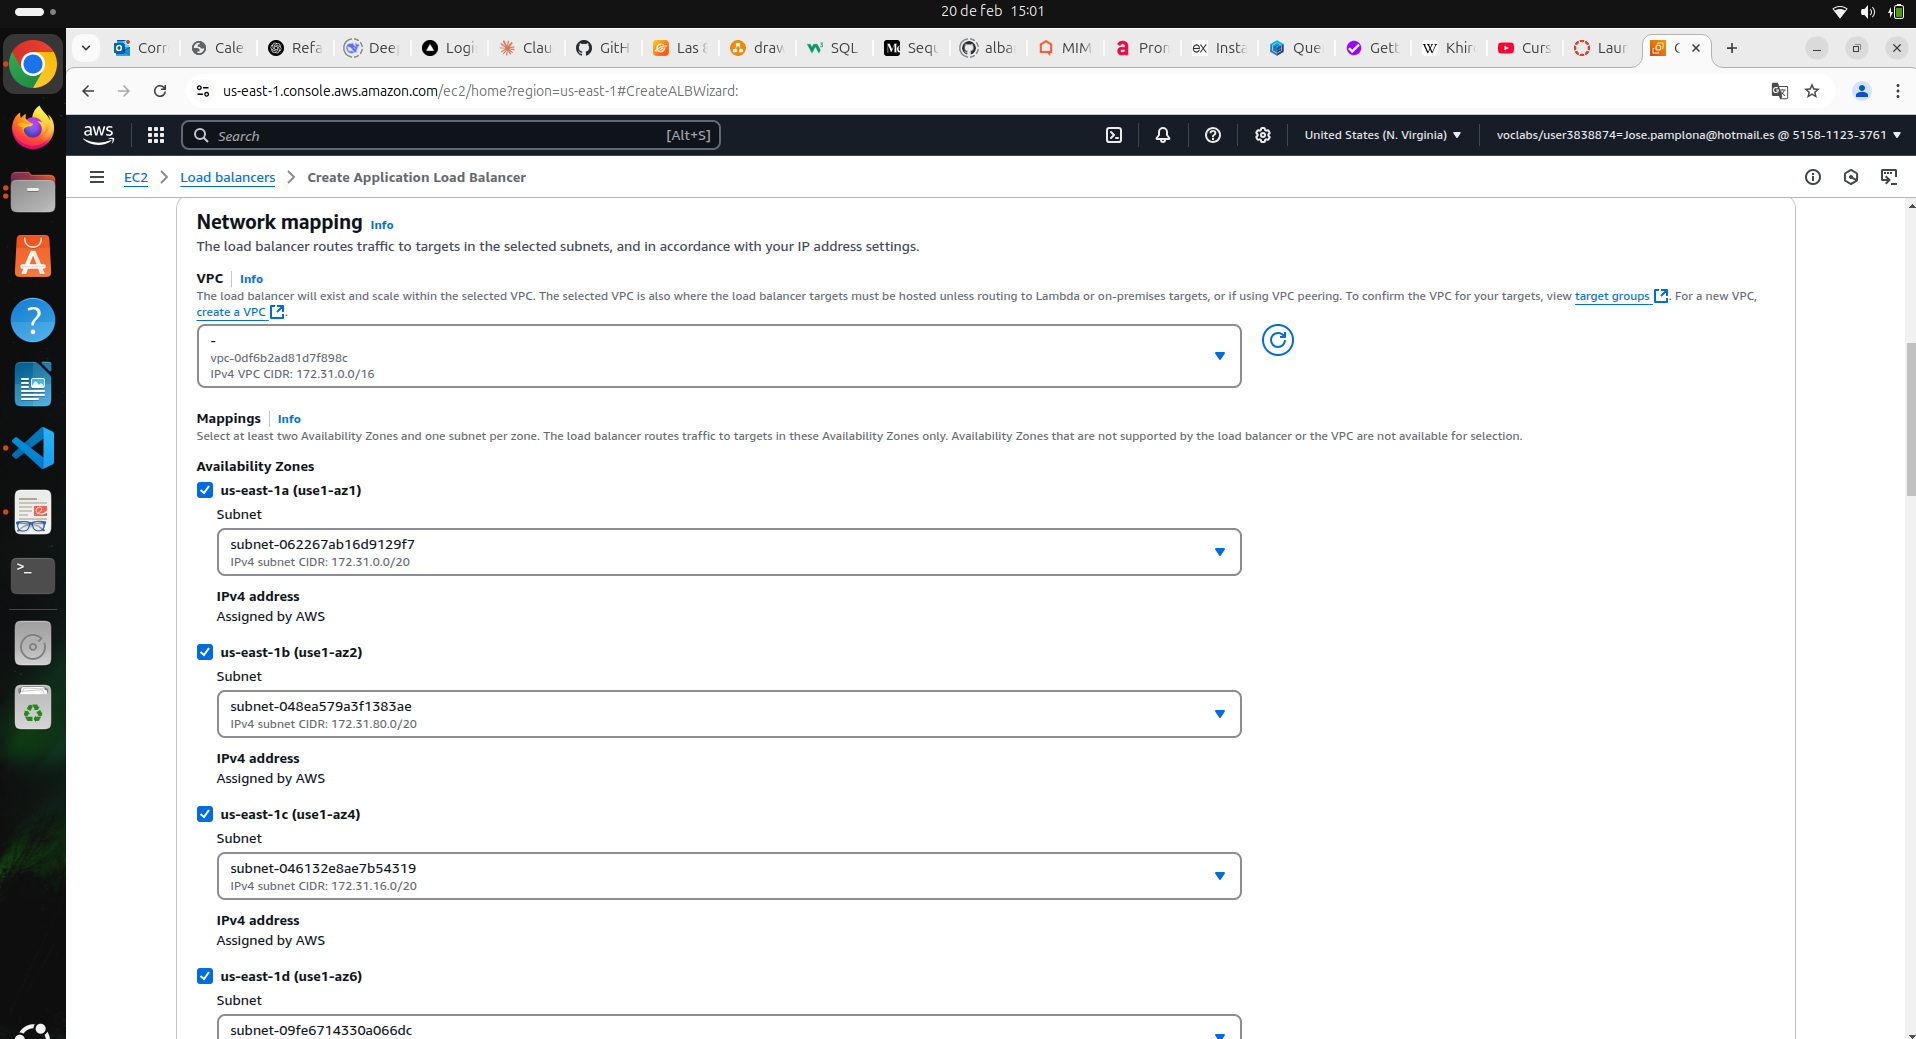 20 de feb 15:01
Corr
Cale
Refa
Deep
Logi
Clau
GitH
Las 8
draw
SQL
Sequ
alba
MIM
Pron
Insta
Que
Gett
Khir
Curs
Laur
us-east-1.console.aws.amazon.com/ec2/home?region=us-east-1#CreateALBWizard:
aws
Search
[Alt+S]
United States (N. Virginia)
voclabs/user3838874=Jose.pamplona@hotmail.es @ 5158-1123-3761
EC2
Load balancers
Create Application Load Balancer
Network mapping Info
The load balancer routes traffic to targets in the selected subnets, and in accordance with your IP address settings.
VPC Info
The load balancer will exist and scale within the selected VPC. The selected VPC is also where the load balancer targets must be hosted unless routing to Lambda or on-premises targets, or if using VPC peering. To confirm the VPC for your targets, view target groups. For a new VPC,
create a VPC.
-
vpc-0df6b2ad81d7f898c
IPv4 VPC CIDR: 172.31.0.0/16
Mappings Info
Select at least two Availability Zones and one subnet per zone. The load balancer routes traffic to targets in these Availability Zones only. Availability Zones that are not supported by the load balancer or the VPC are not available for selection.
Availability Zones
us-east-1a (use1-az1)
Subnet
subnet-062267ab16d9129f7
IPv4 subnet CIDR: 172.31.0.0/20
IPv4 address
Assigned by AWS
us-east-1b (use1-az2)
Subnet
subnet-048ea579a3f1383ae
IPv4 subnet CIDR: 172.31.80.0/20
IPv4 address
Assigned by AWS
us-east-1c (use1-az4)
Subnet
subnet-046132e8ae7b54319
IPv4 subnet CIDR: 172.31.16.0/20
IPv4 address
Assigned by AWS
us-east-1d (use1-az6)
Subnet
subnet-09fe6714330a066dc